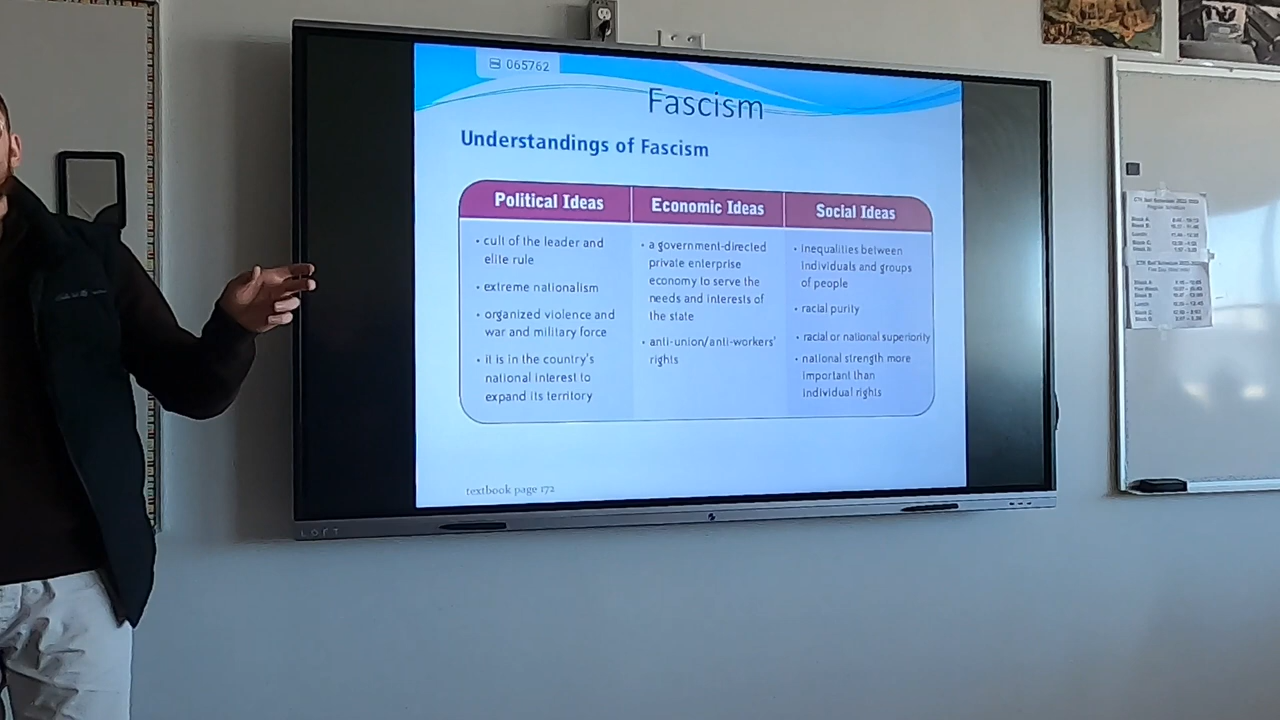 065762
Fascism
Understandings of Fascism
Political Ideas
• cult of the leader and
elite rule
• extreme nationalism
• organized violence and
war and military force
• it is in the country's
national interest to
expand its territory
Economic Ideas
• a government-directed
private enterprise
economy to serve the
needs and interests of
the state
• anti-union/anti-workers'
rights
Social Ideas
• inequalities between
individuals and groups
of people
• racial purity
• racial or national superiority
• national strength more
important than
individual rights
textbook page 172
LOFT